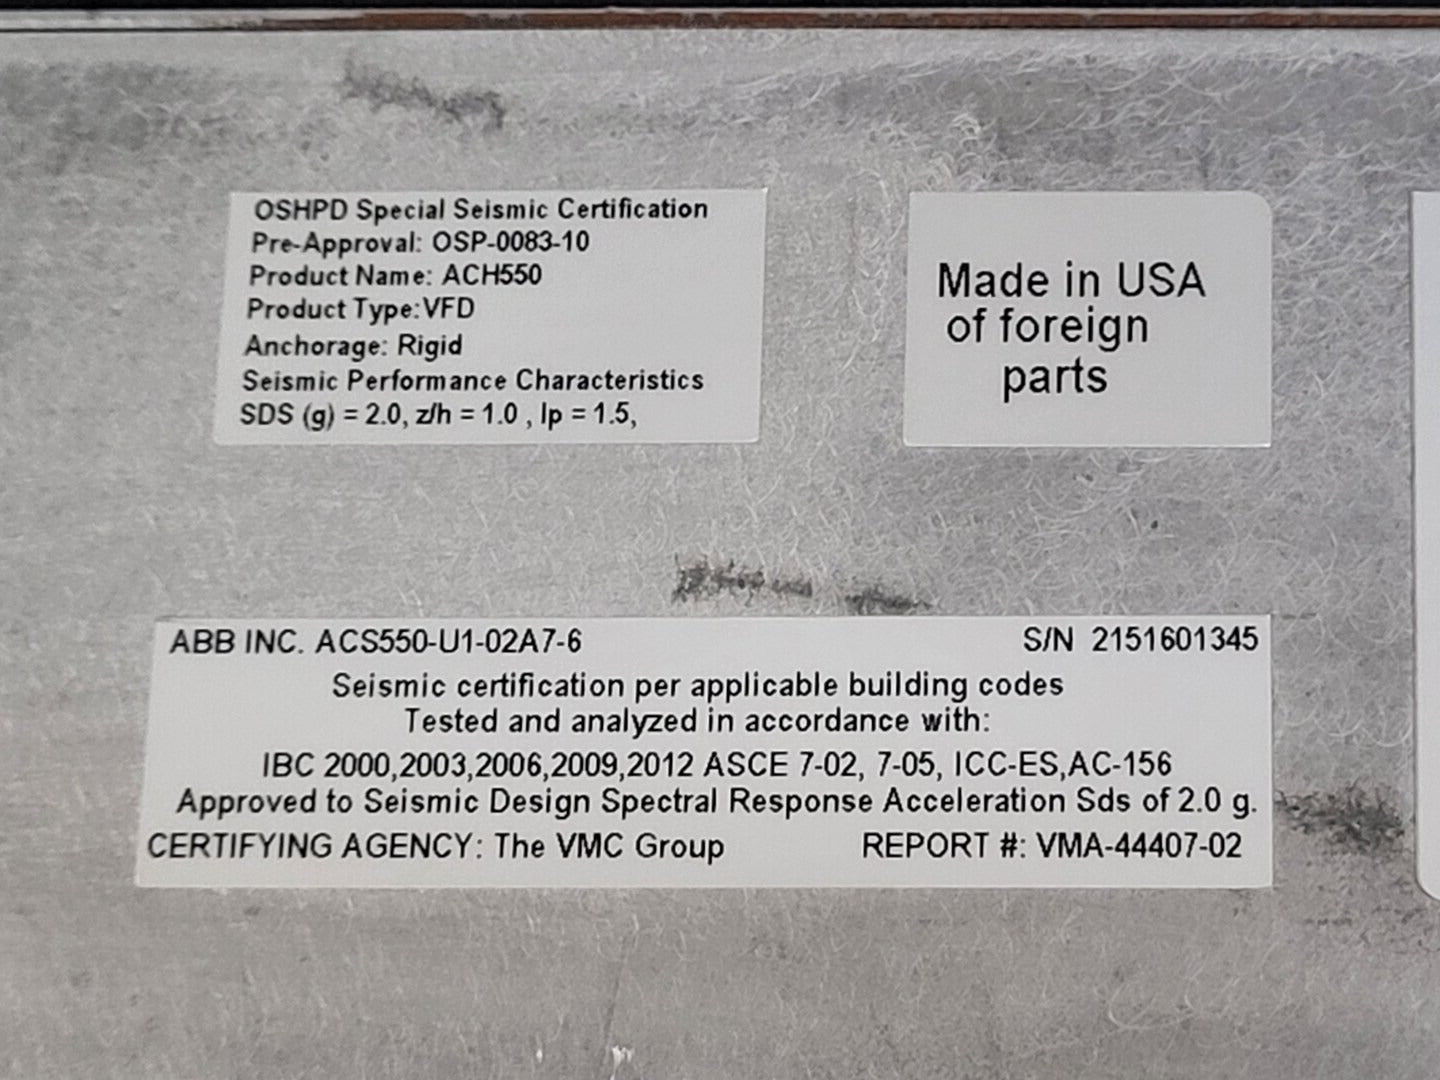 OSHPD Special Seismic Certification
Pre-Approval: OSP-0083-10
Product Name: ACH550
Product Type:VFD
Anchorage: Rigid
Seismic Performance Characteristics
SDS (g) = 2.0, z/h = 1.0 , Ip = 1.5,
Made in USA
of foreign
parts
ABB INC. ACS550-U1-02A7-6 S/N 2151601345
Seismic certification per applicable building codes
Tested and analyzed in accordance with:
IBC 2000,2003,2006,2009,2012 ASCE 7-02, 7-05, ICC-ES,AC-156
Approved to Seismic Design Spectral Response Acceleration Sds of 2.0 g.
CERTIFYING AGENCY: The VMC Group REPORT #: VMA-44407-02